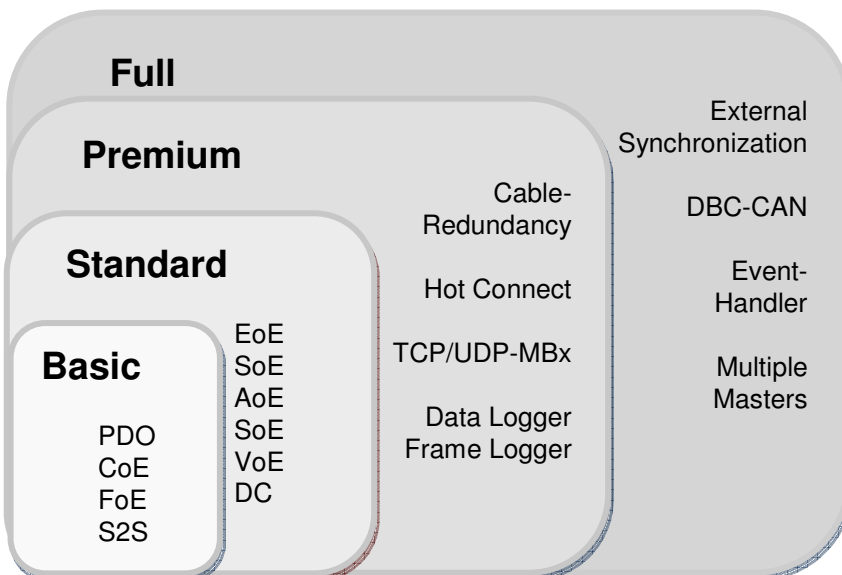 Full
External
Synchronization
DBC-CAN
Event-
Handler
Multiple
Masters
Premium
Cable-
Redundancy
Hot Connect
TCP/UDP-MBx
Data Logger
Frame Logger
Standard
EoE
SoE
AoE
SoE
VoE
DC
Basic
PDO
CoE
FoE
S2S